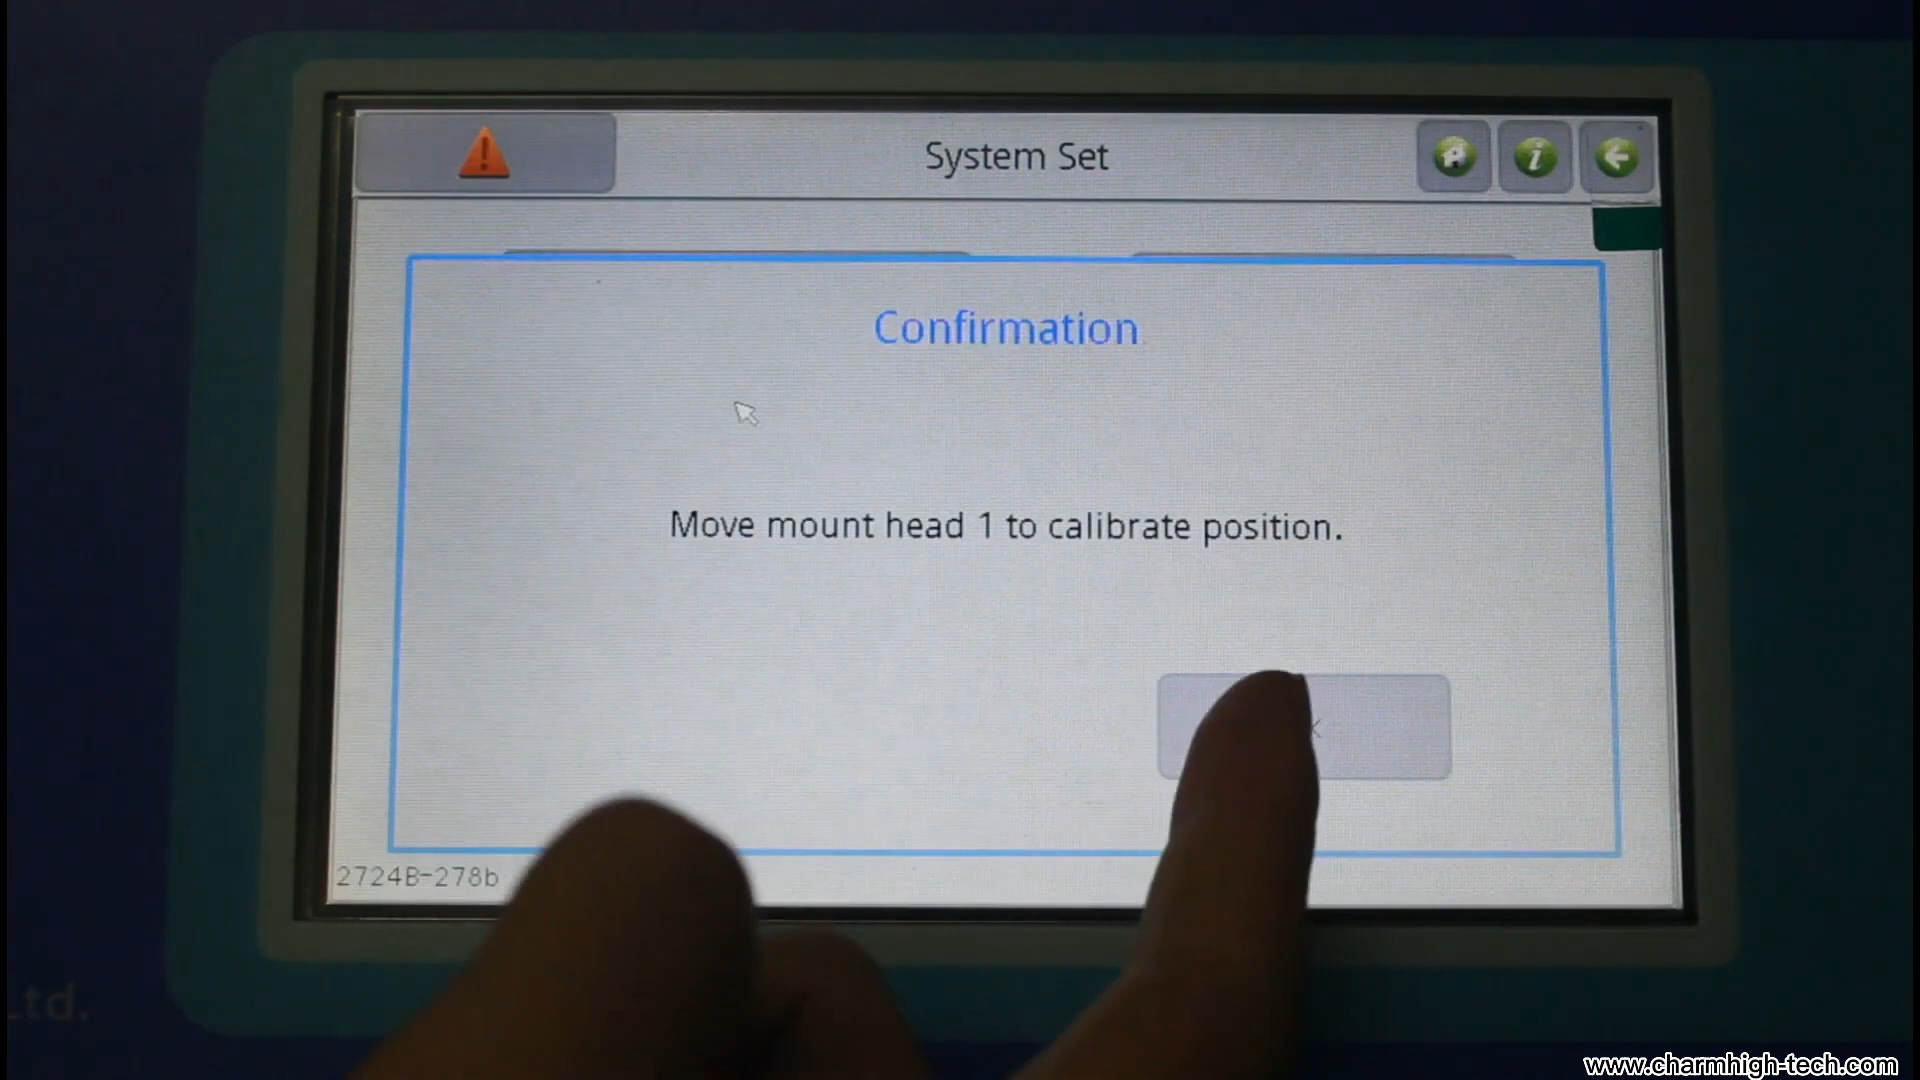 System Set
Confirmation
Move mount head 1 to calibrate position.
2724B-278b
Ltd.
www.charmhigh-tech.com